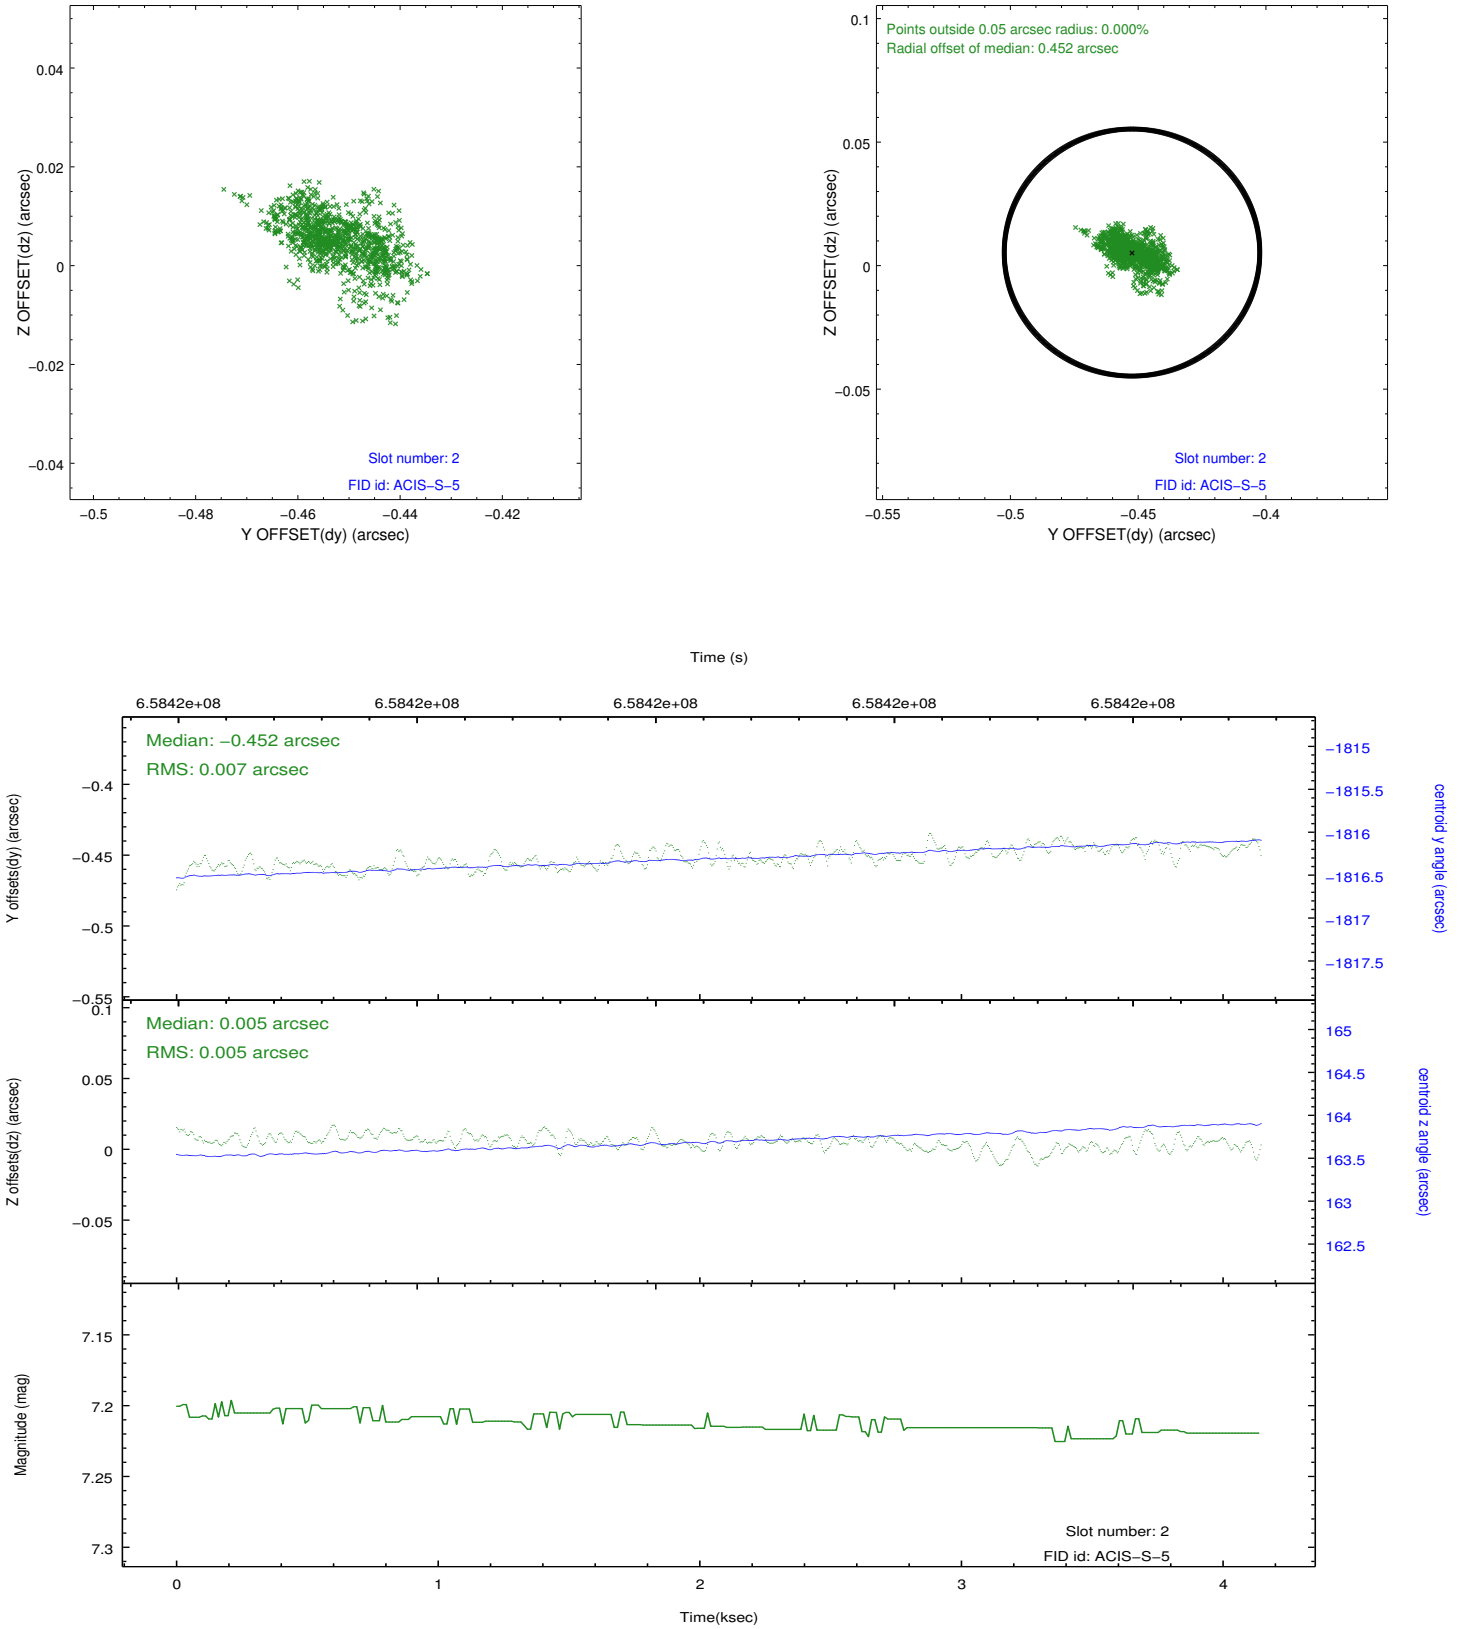 0.04
0.02
0
−0.02
−0.04
Z OFFSET(dz) (arcsec)
Slot number: 2
FID id: ACIS−S−5
−0.5
−0.48
−0.46
−0.44
−0.42
Y OFFSET(dy) (arcsec)
Points outside 0.05 arcsec radius: 0.000%
Radial offset of median: 0.452 arcsec
0.1
0.05
0
−0.05
Z OFFSET(dz) (arcsec)
Slot number: 2
FID id: ACIS−S−5
−0.55
−0.5
−0.45
−0.4
Y OFFSET(dy) (arcsec)
Time (s)
6.5842e+08
6.5842e+08
6.5842e+08
6.5842e+08
6.5842e+08
Median: −0.452 arcsec
RMS: 0.007 arcsec
−0.4
−0.45
−0.5
−0.55
Y offsets(dy) (arcsec)
−1815
−1815.5
−1816
−1816.5
−1817
−1817.5
centroid y angle (arcsec)
Median: 0.005 arcsec
RMS: 0.005 arcsec
0.1
0.05
0
−0.05
Z offsets(dz) (arcsec)
165
164.5
164
163.5
163
162.5
centroid z angle (arcsec)
7.15
7.2
7.25
7.3
Magnitude (mag)
Slot number: 2
FID id: ACIS−S−5
0
1
2
3
4
Time(ksec)